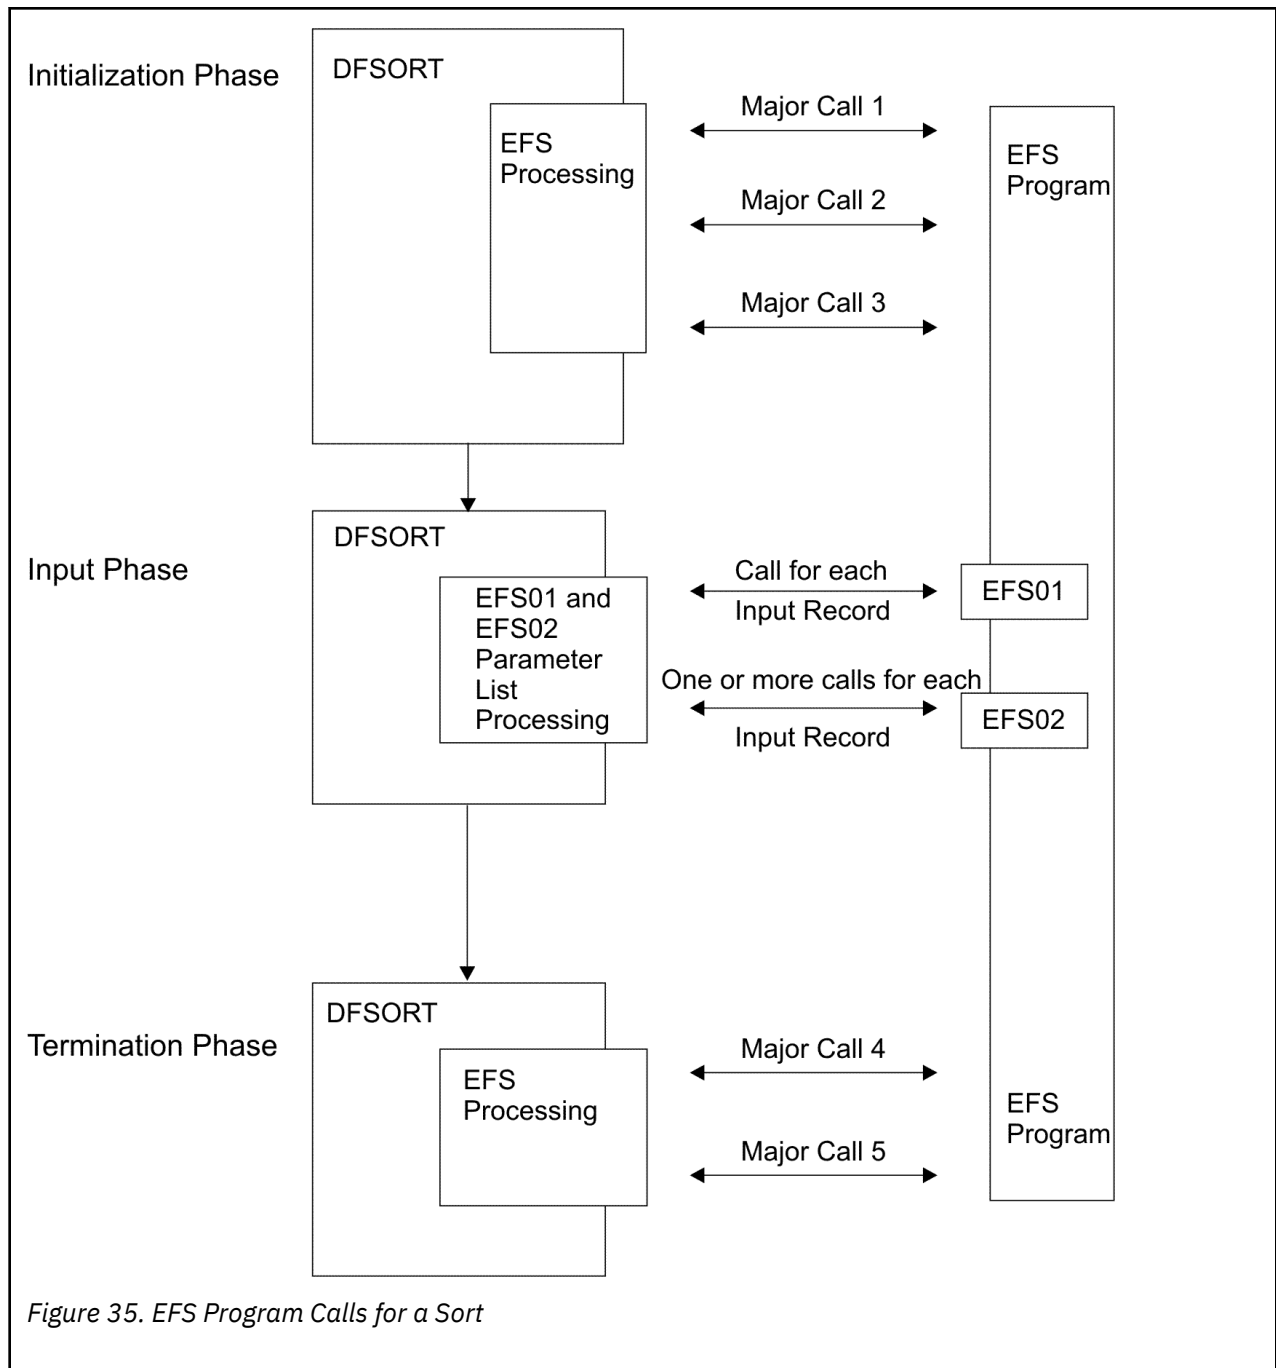 Initialization Phase
DFSORT
EFS
Processing
Major Call 1
Major Call 2
Major Call 3
EFS
Program
Input Phase
DFSORT
EFS01 and
EFS02
Parameter
List
Processing
Call for each
Input Record
One or more calls for each
Input Record
EFS01
EFS02
Termination Phase
DFSORT
EFS
Processing
Major Call 4
Major Call 5
EFS
Program
Figure 35. EFS Program Calls for a Sort